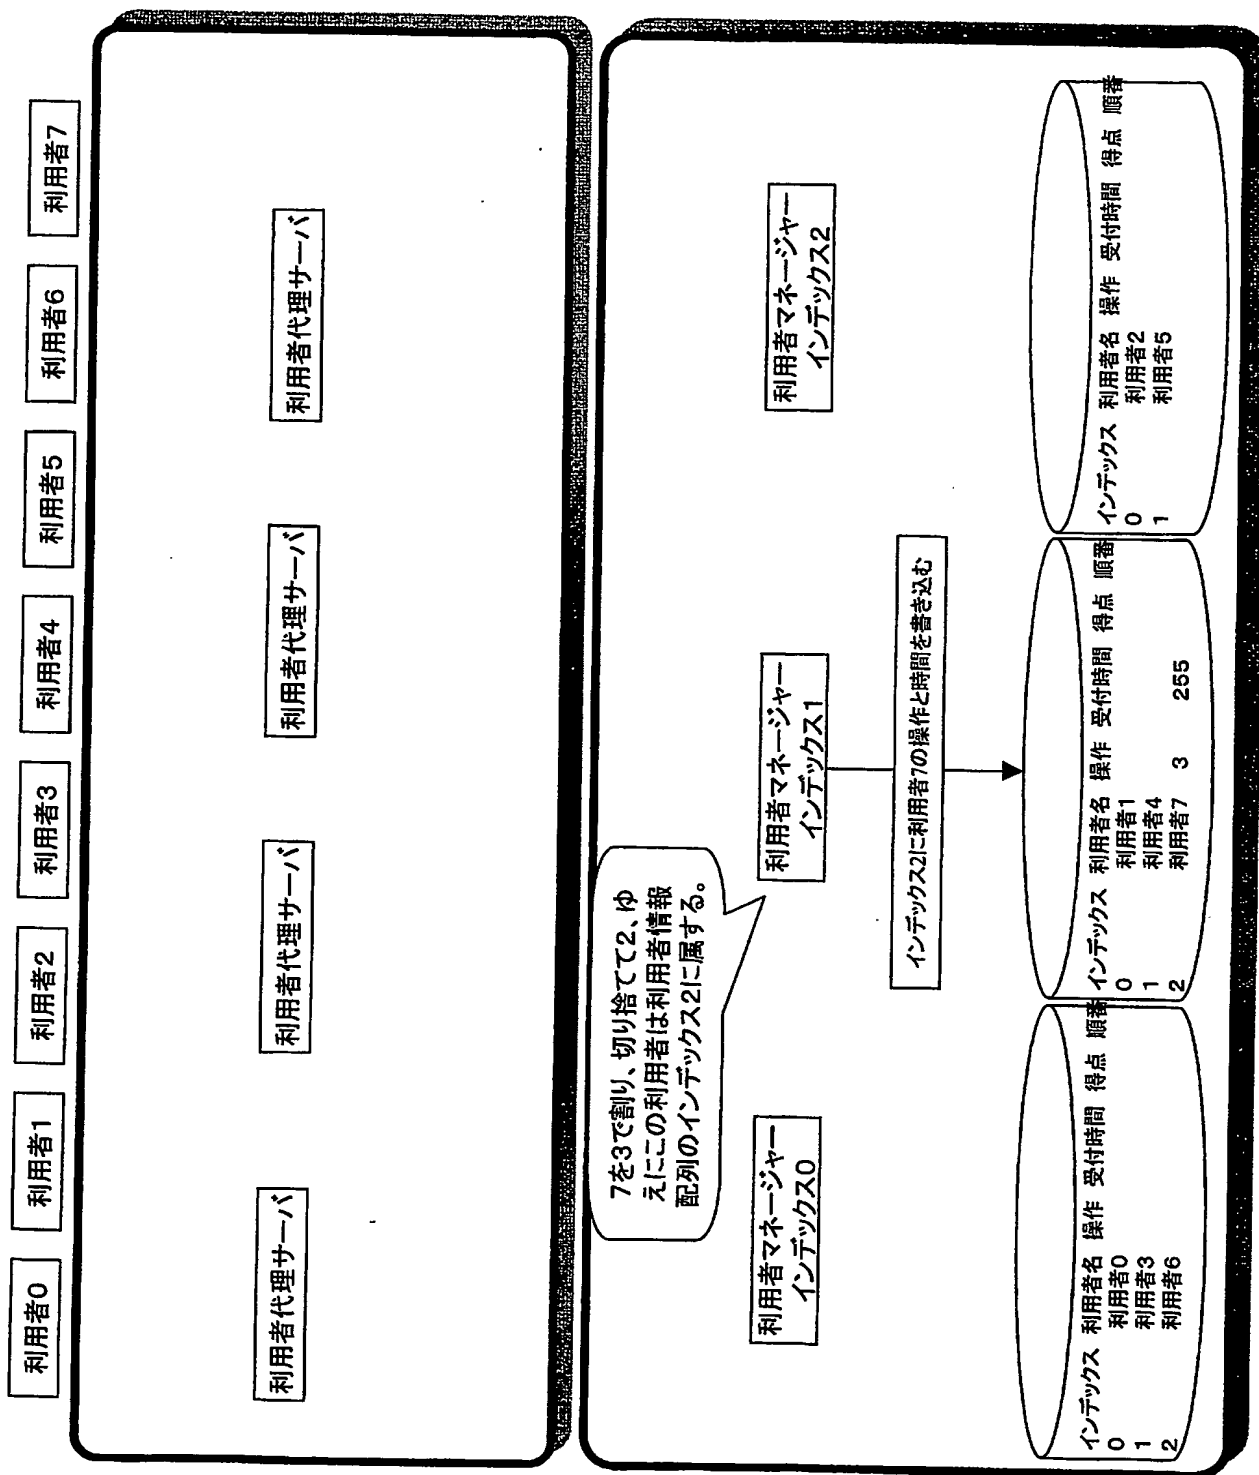 利用者0
利用者1
利用者2
利用者3
利用者4
利用者5
利用者6
利用者7
利用者代理サーバ
利用者代理サーバ
利用者代理サーバ
利用者代理サーバ
7を3で割り、切り捨てて2、ゆ
えにこの利用者は利用者情報
配列のインデックス2に属する。
利用者マネージャー
インデックス0
利用者マネージャー
インデックス1
利用者マネージャー
インデックス2
インデックス2に利用者7の操作と時間を書き込む
インデックス 利用者名 操作 受付時間 得点 順番
0 利用者0
1 利用者3
2 利用者6
インデックス 利用者名 操作 受付時間 得点 順番
0 利用者1
1 利用者4
2 利用者7 3 255
インデックス 利用者名 操作 受付時間 得点 順番
0 利用者2
1 利用者5